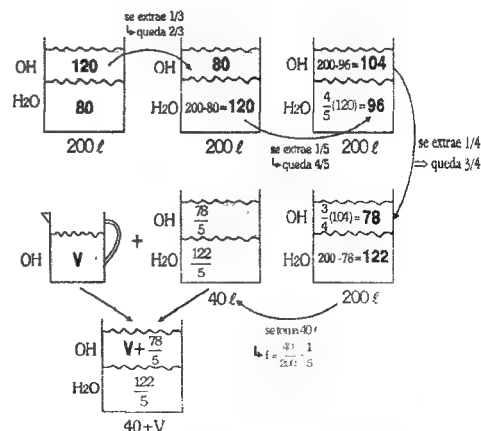 se extrae 1/3
↳ queda 2/3
OH 120
H2O 80
200 ℓ
OH 80
H2O 200-80=120
200 ℓ
OH 200-96=104
H2O 4/5(120)=96
200 ℓ
se extrae 1/5
↳ queda 4/5
se extrae 1/4
⇒ queda 3/4
OH V
+
OH 78/5
H2O 122/5
40 ℓ
OH 3/4(104)=78
H2O 200-78=122
200 ℓ
se toma 40 ℓ
↳ f = 40/200 = 1/5
OH V+78/5
H2O 122/5
40+V